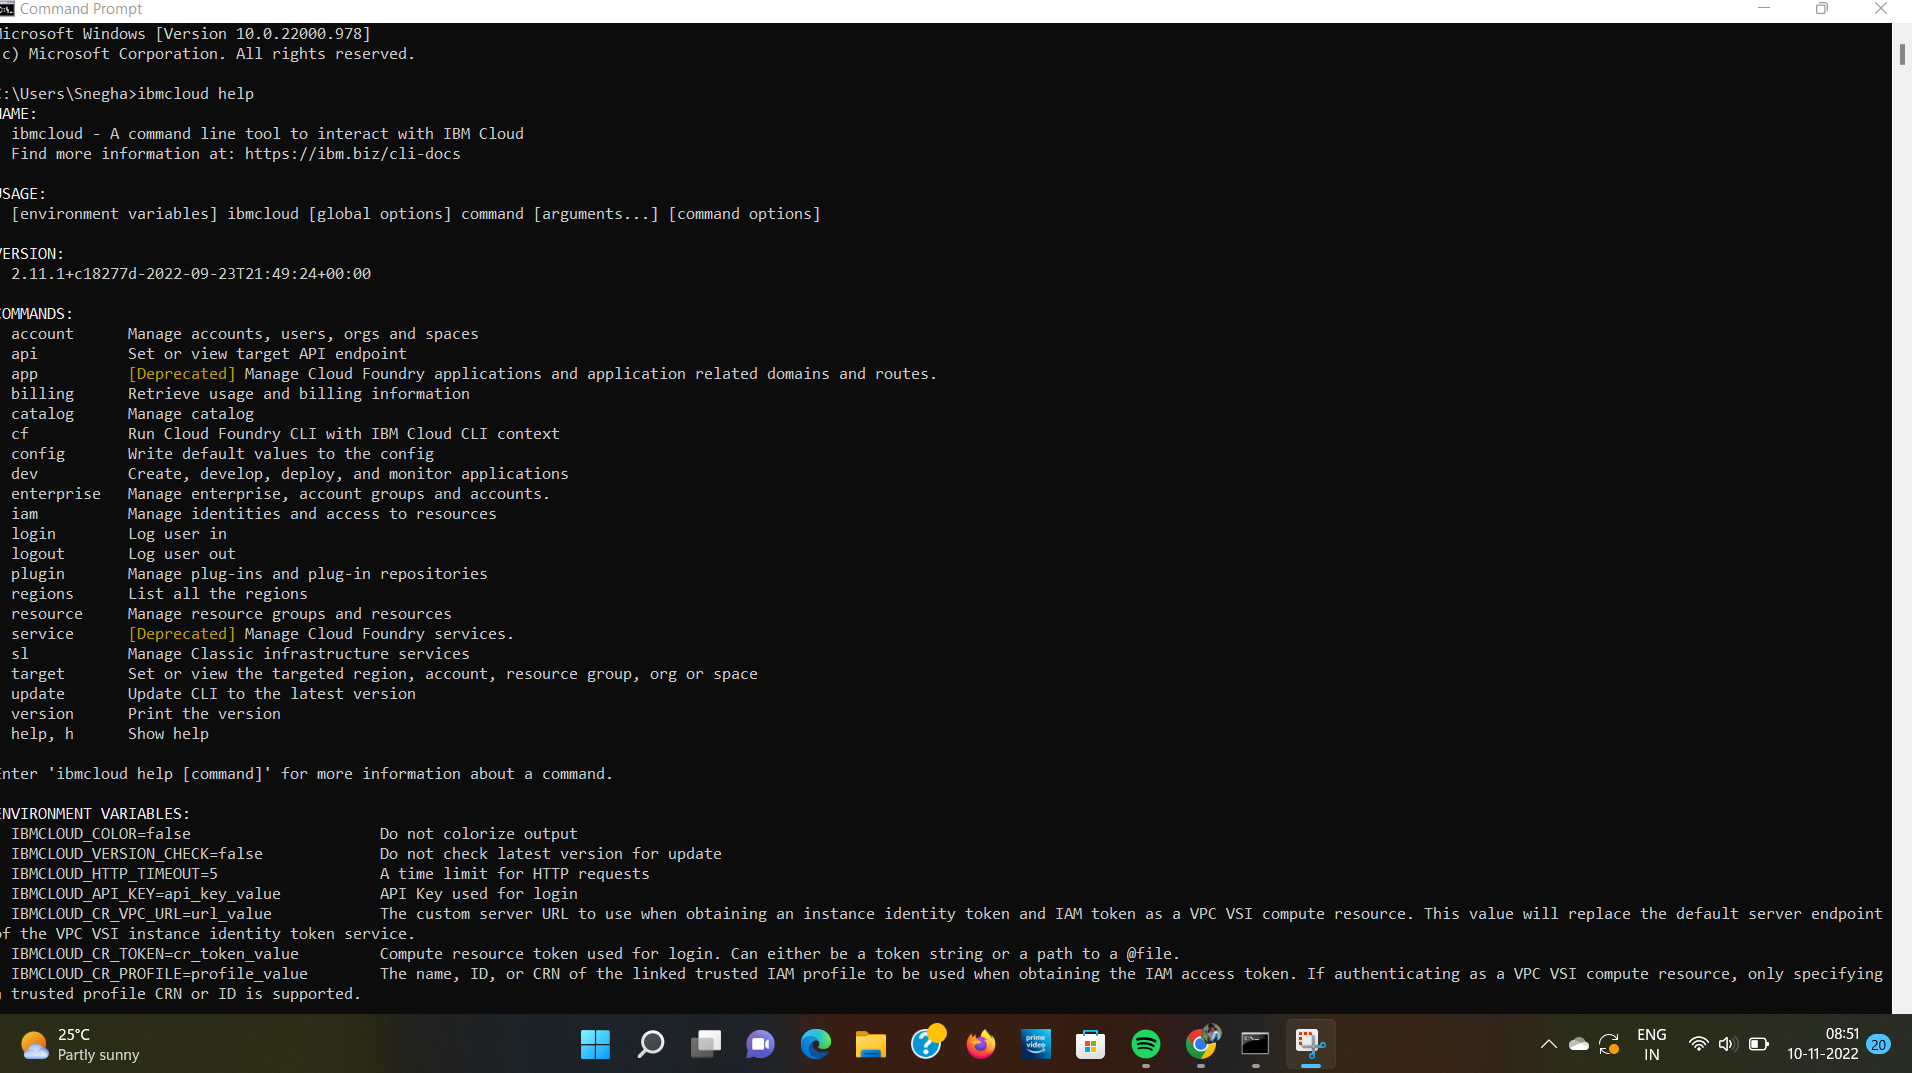 Command Prompt
icrosoft Windows [Version 10.0.22000.978]
c) Microsoft Corporation. All rights reserved.
:\Users\Snegha>ibmcloud help
AME:
ibmcloud - A command line tool to interact with IBM Cloud
Find more information at: https://ibm.biz/cli-docs
SAGE:
[environment variables] ibmcloud [global options] command [arguments...] [command options]
ERSION:
2.11.1+c18277d-2022-09-23T21:49:24+00:00
OMMANDS:
account Manage accounts, users, orgs and spaces
api Set or view target API endpoint
app [Deprecated] Manage Cloud Foundry applications and application related domains and routes.
billing Retrieve usage and billing information
catalog Manage catalog
cf Run Cloud Foundry CLI with IBM Cloud CLI context
config Write default values to the config
dev Create, develop, deploy, and monitor applications
enterprise Manage enterprise, account groups and accounts.
iam Manage identities and access to resources
login Log user in
logout Log user out
plugin Manage plug-ins and plug-in repositories
regions List all the regions
resource Manage resource groups and resources
service [Deprecated] Manage Cloud Foundry services.
sl Manage Classic infrastructure services
target Set or view the targeted region, account, resource group, org or space
update Update CLI to the latest version
version Print the version
help, h Show help
nter 'ibmcloud help [command]' for more information about a command.
NVIRONMENT VARIABLES:
IBMCLOUD_COLOR=false Do not colorize output
IBMCLOUD_VERSION_CHECK=false Do not check latest version for update
IBMCLOUD_HTTP_TIMEOUT=5 A time limit for HTTP requests
IBMCLOUD_API_KEY=api_key_value API Key used for login
IBMCLOUD_CR_VPC_URL=url_value The custom server URL to use when obtaining an instance identity token and IAM token as a VPC VSI compute resource. This value will replace the default server endpoint
f the VPC VSI instance identity token service.
IBMCLOUD_CR_TOKEN=cr_token_value Compute resource token used for login. Can either be a token string or a path to a @file.
IBMCLOUD_CR_PROFILE=profile_value The name, ID, or CRN of the linked trusted IAM profile to be used when obtaining the IAM access token. If authenticating as a VPC VSI compute resource, only specifying
trusted profile CRN or ID is supported.
25°C
Partly sunny
prime video
ENG
IN
08:51
10-11-2022
20